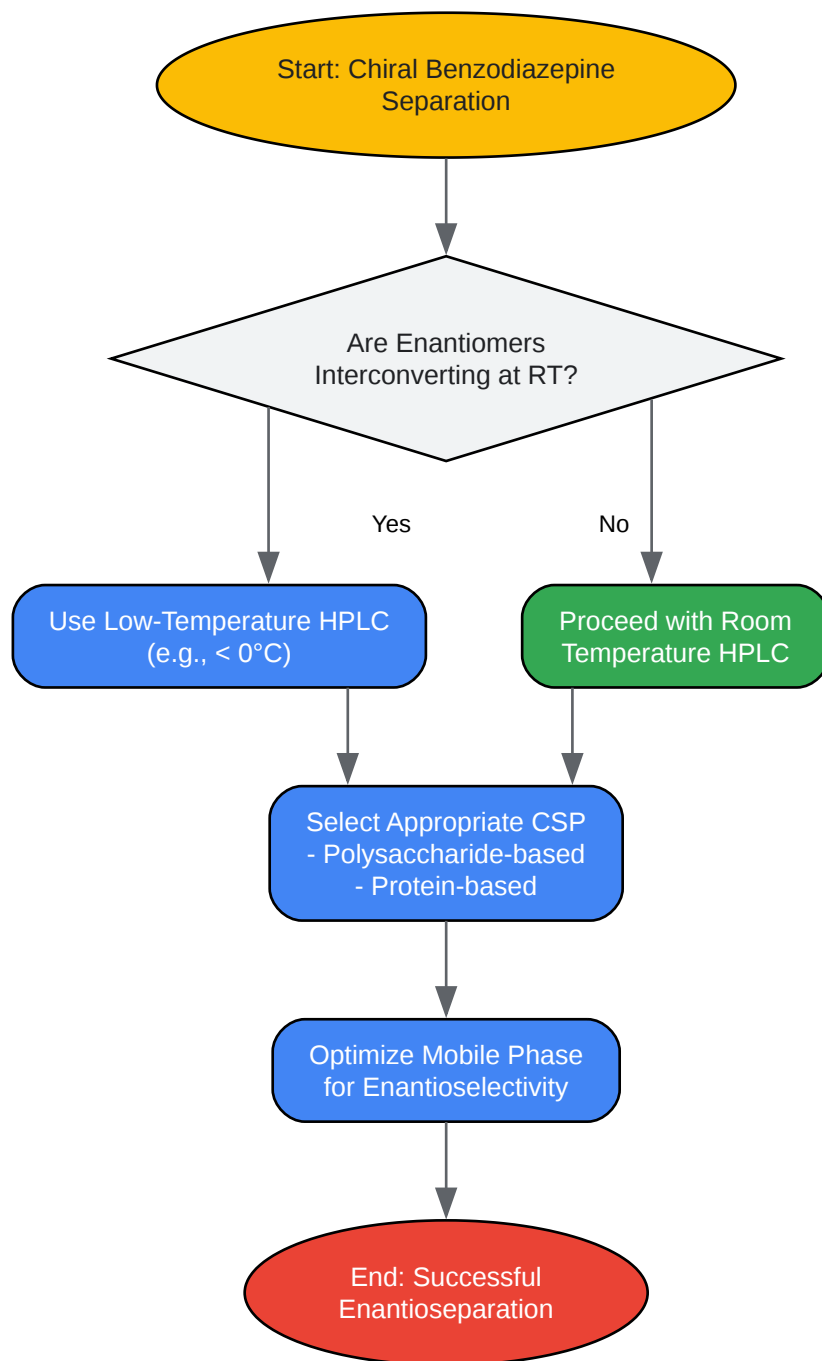 Start: Chiral Benzodiazepine
Separation
Are Enantiomers
Interconverting at RT?
Yes
No
Use Low-Temperature HPLC
(e.g., < 0°C)
Proceed with Room
Temperature HPLC
Select Appropriate CSP
- Polysaccharide-based
- Protein-based
Optimize Mobile Phase
for Enantioselectivity
End: Successful
Enantioseparation